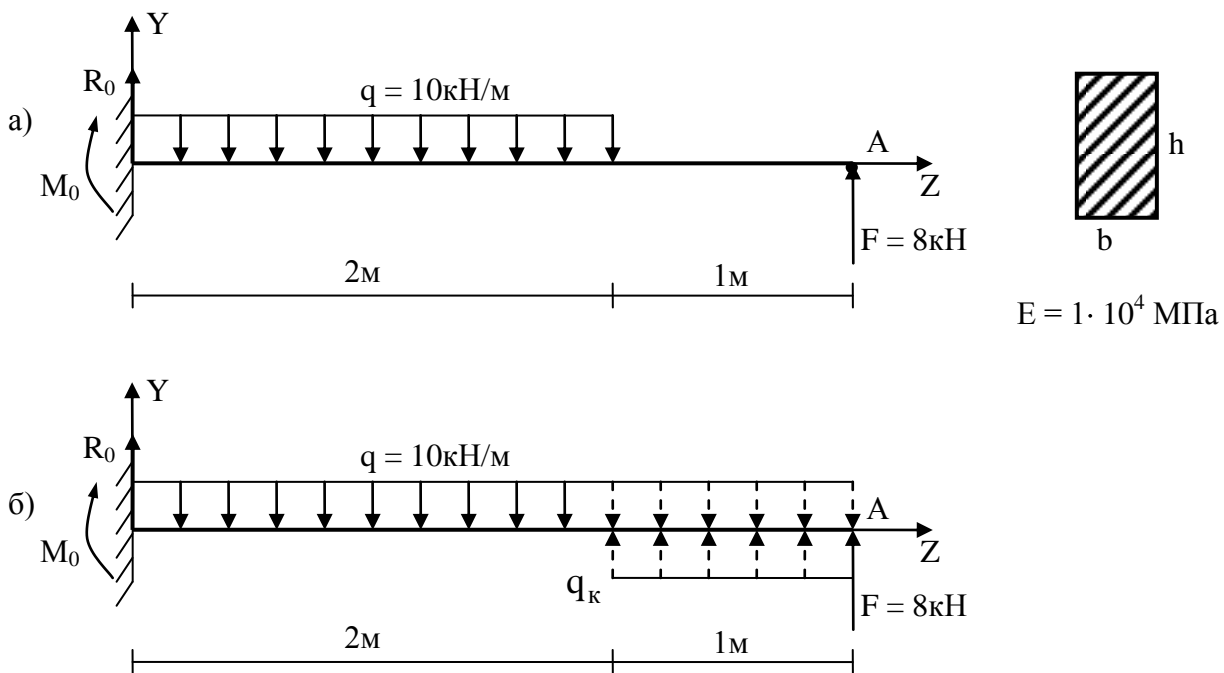 Y
R₀
q = 10кН/м
а)
A
h
M₀
Z
b
F = 8кН
2м
1м
E = 1· 10⁴ МПа
Y
R₀
q = 10кН/м
б)
A
M₀
Z
qк
F = 8кН
2м
1м